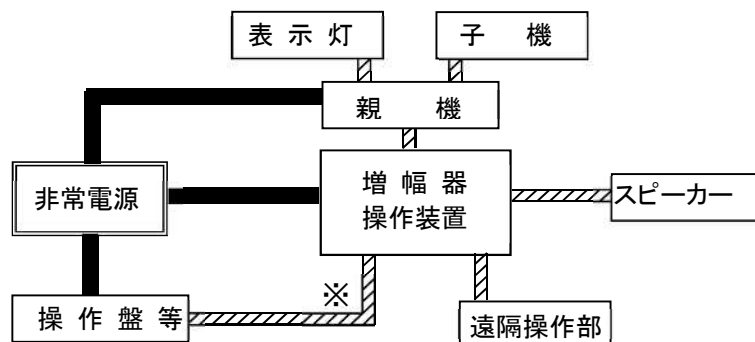 表示灯
子機
親機
増幅器
操作装置
非常電源
スピーカー
※
操作盤等
遠隔操作部